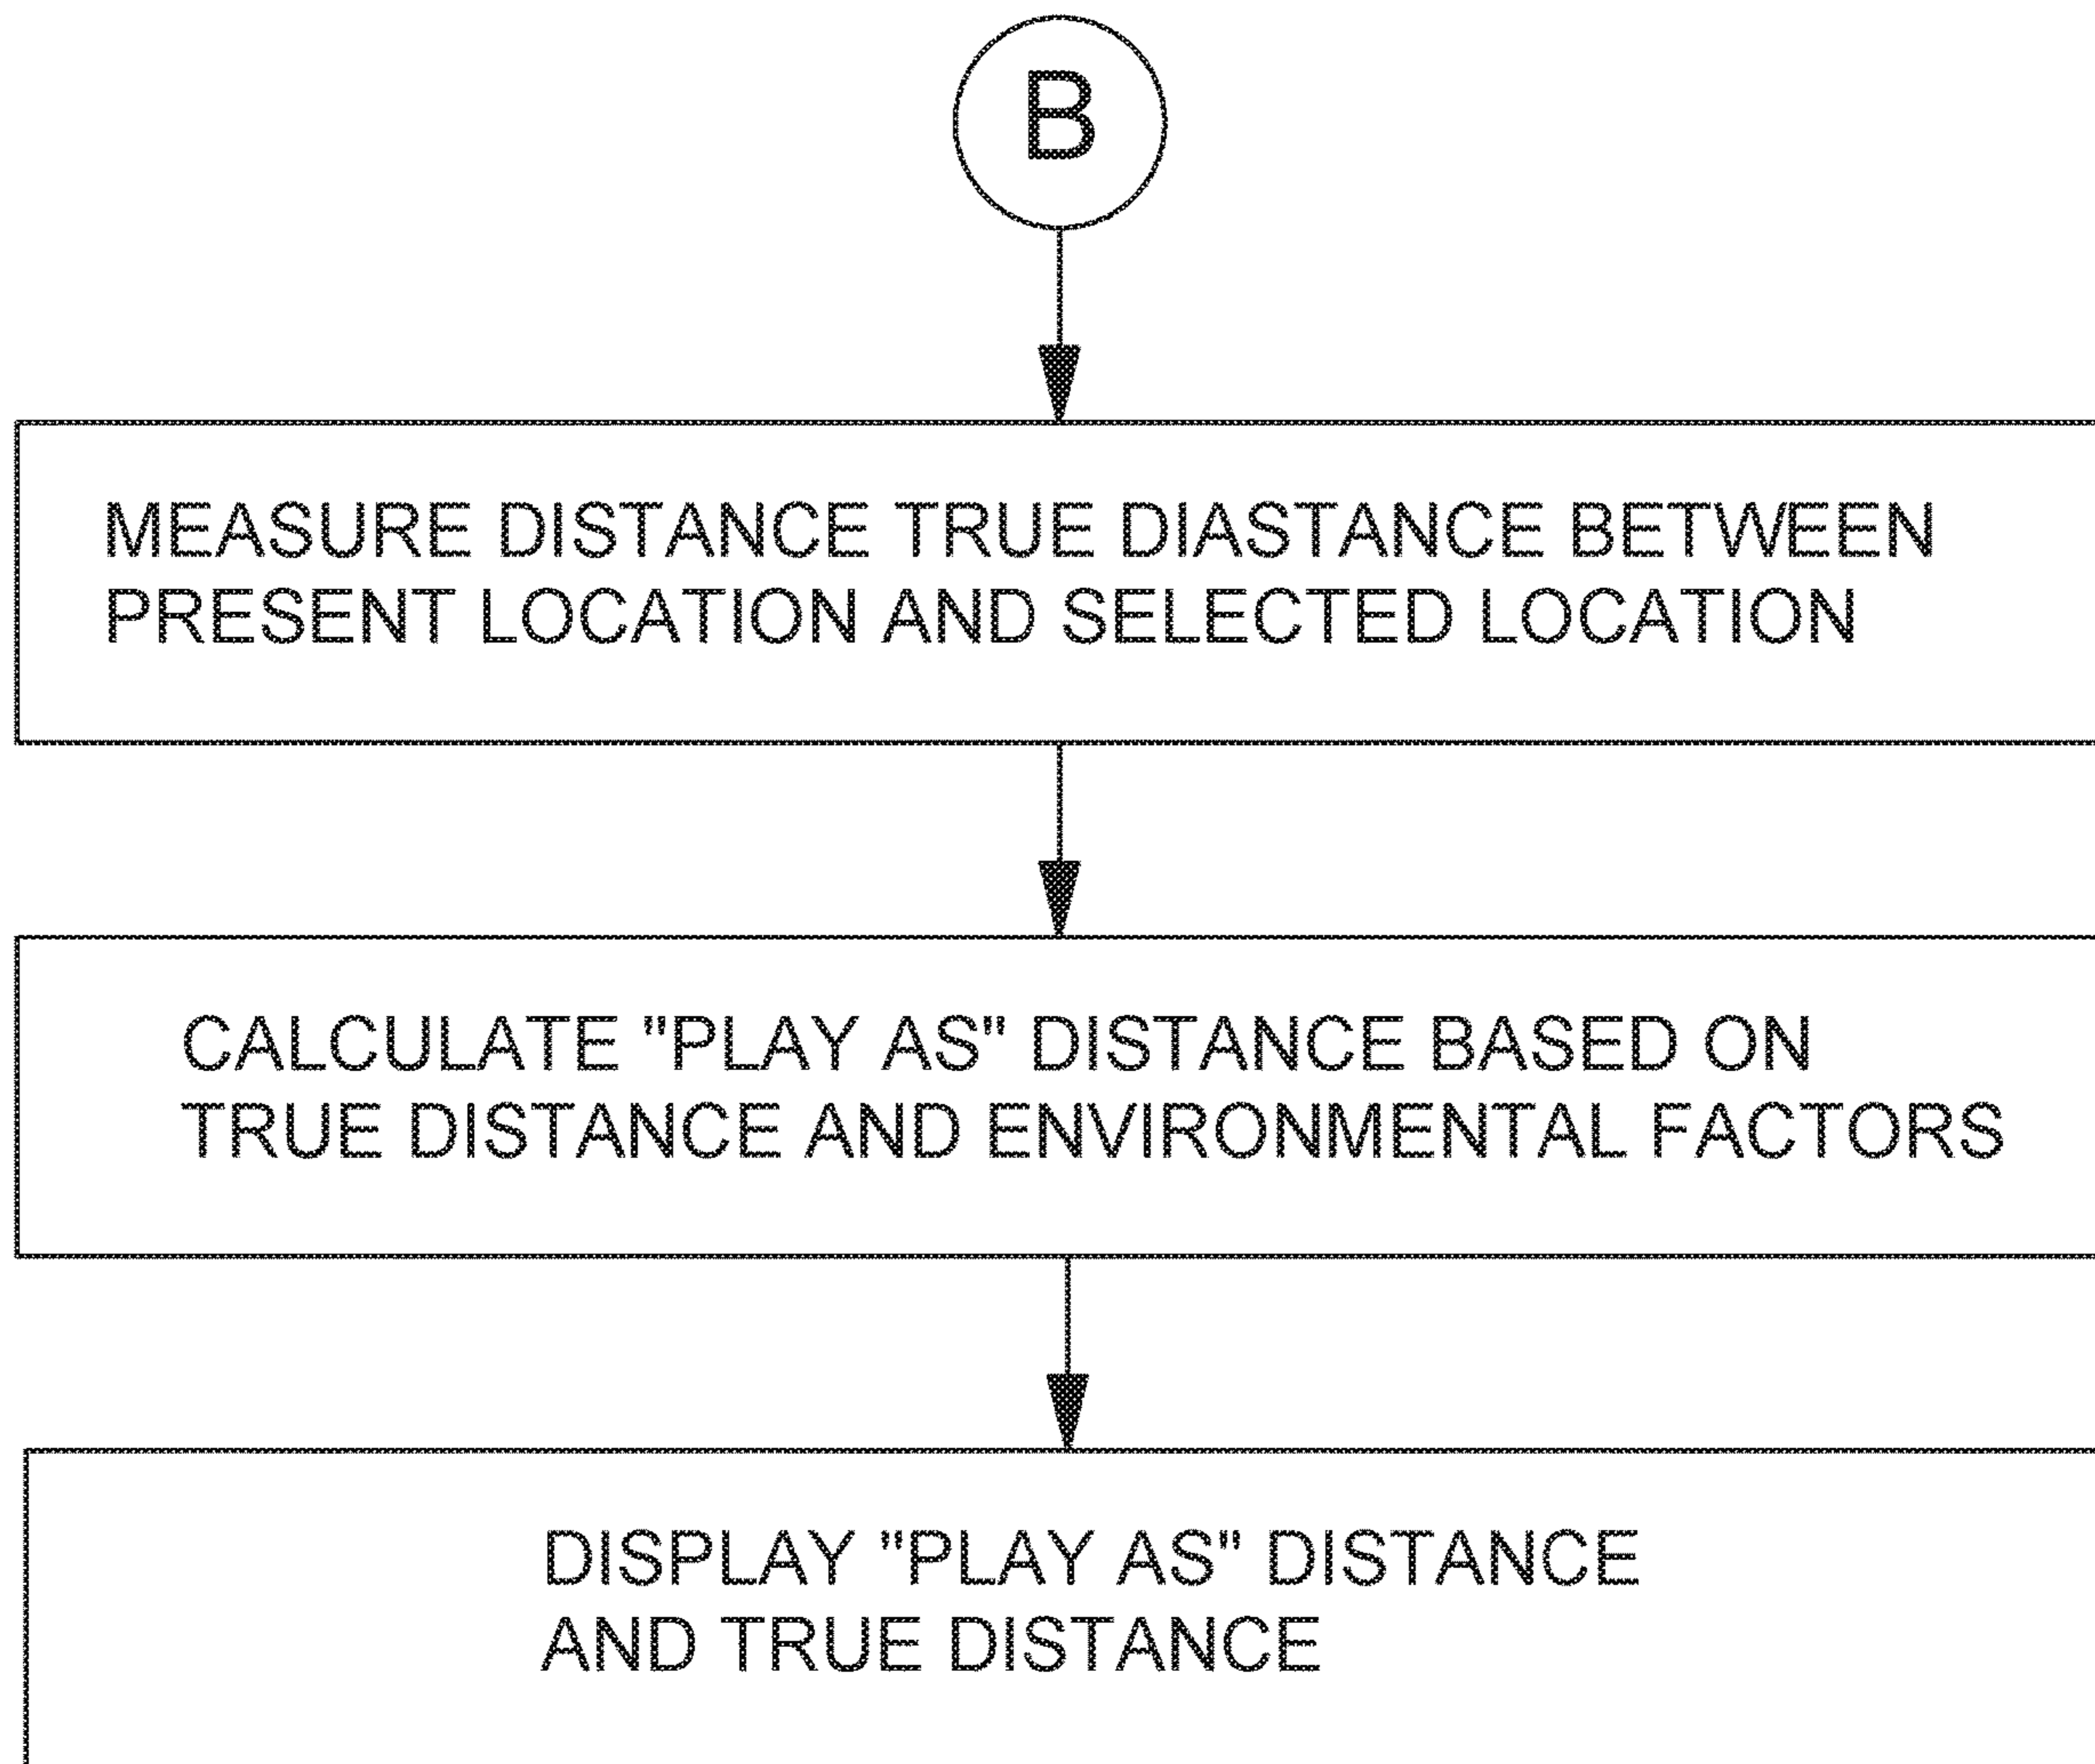 B
MEASURE DISTANCE TRUE DIASTANCE BETWEEN
PRESENT LOCATION AND SELECTED LOCATION
CALCULATE "PLAY AS" DISTANCE BASED ON
TRUE DISTANCE AND ENVIRONMENTAL FACTORS
DISPLAY "PLAY AS" DISTANCE
AND TRUE DISTANCE